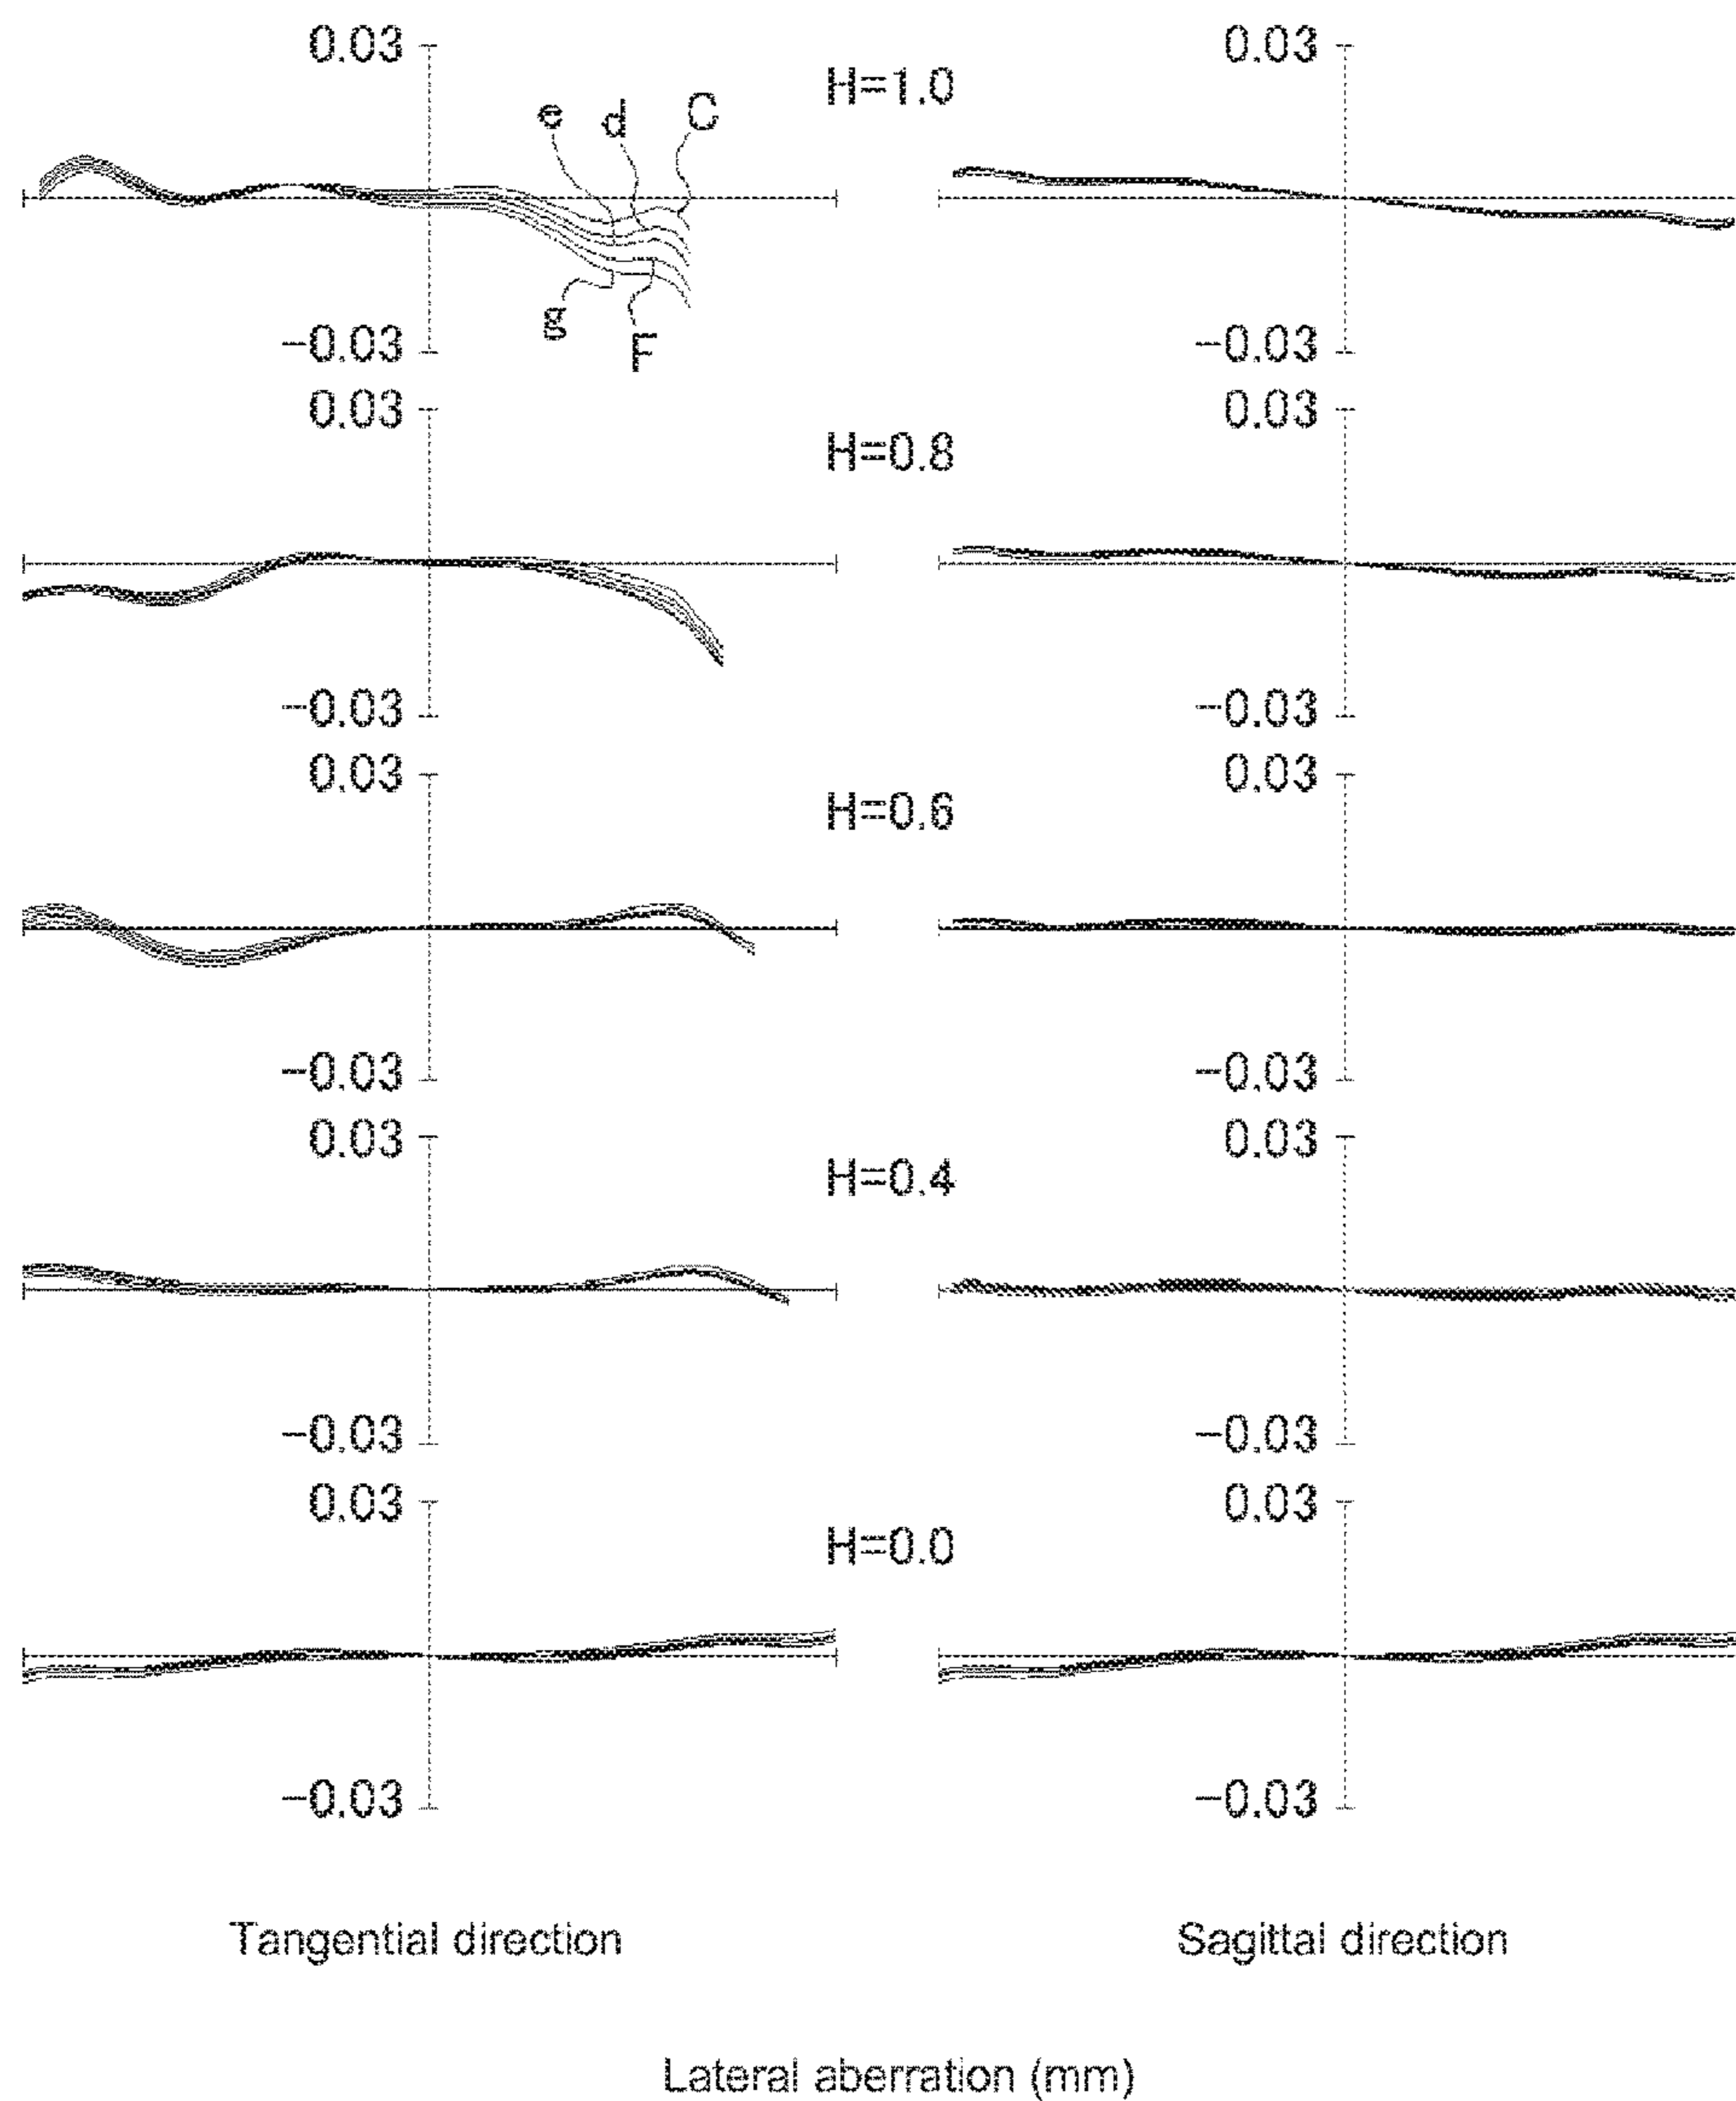 0.03 0.03
H=1.0
e d C
g F
−0.03 −0.03
0.03 0.03
H=0.8
−0.03 −0.03
0.03 0.03
H=0.6
−0.03 −0.03
0.03 0.03
H=0.4
−0.03 −0.03
0.03 0.03
H=0.0
−0.03 −0.03
Tangential direction Sagittal direction
Lateral aberration (mm)